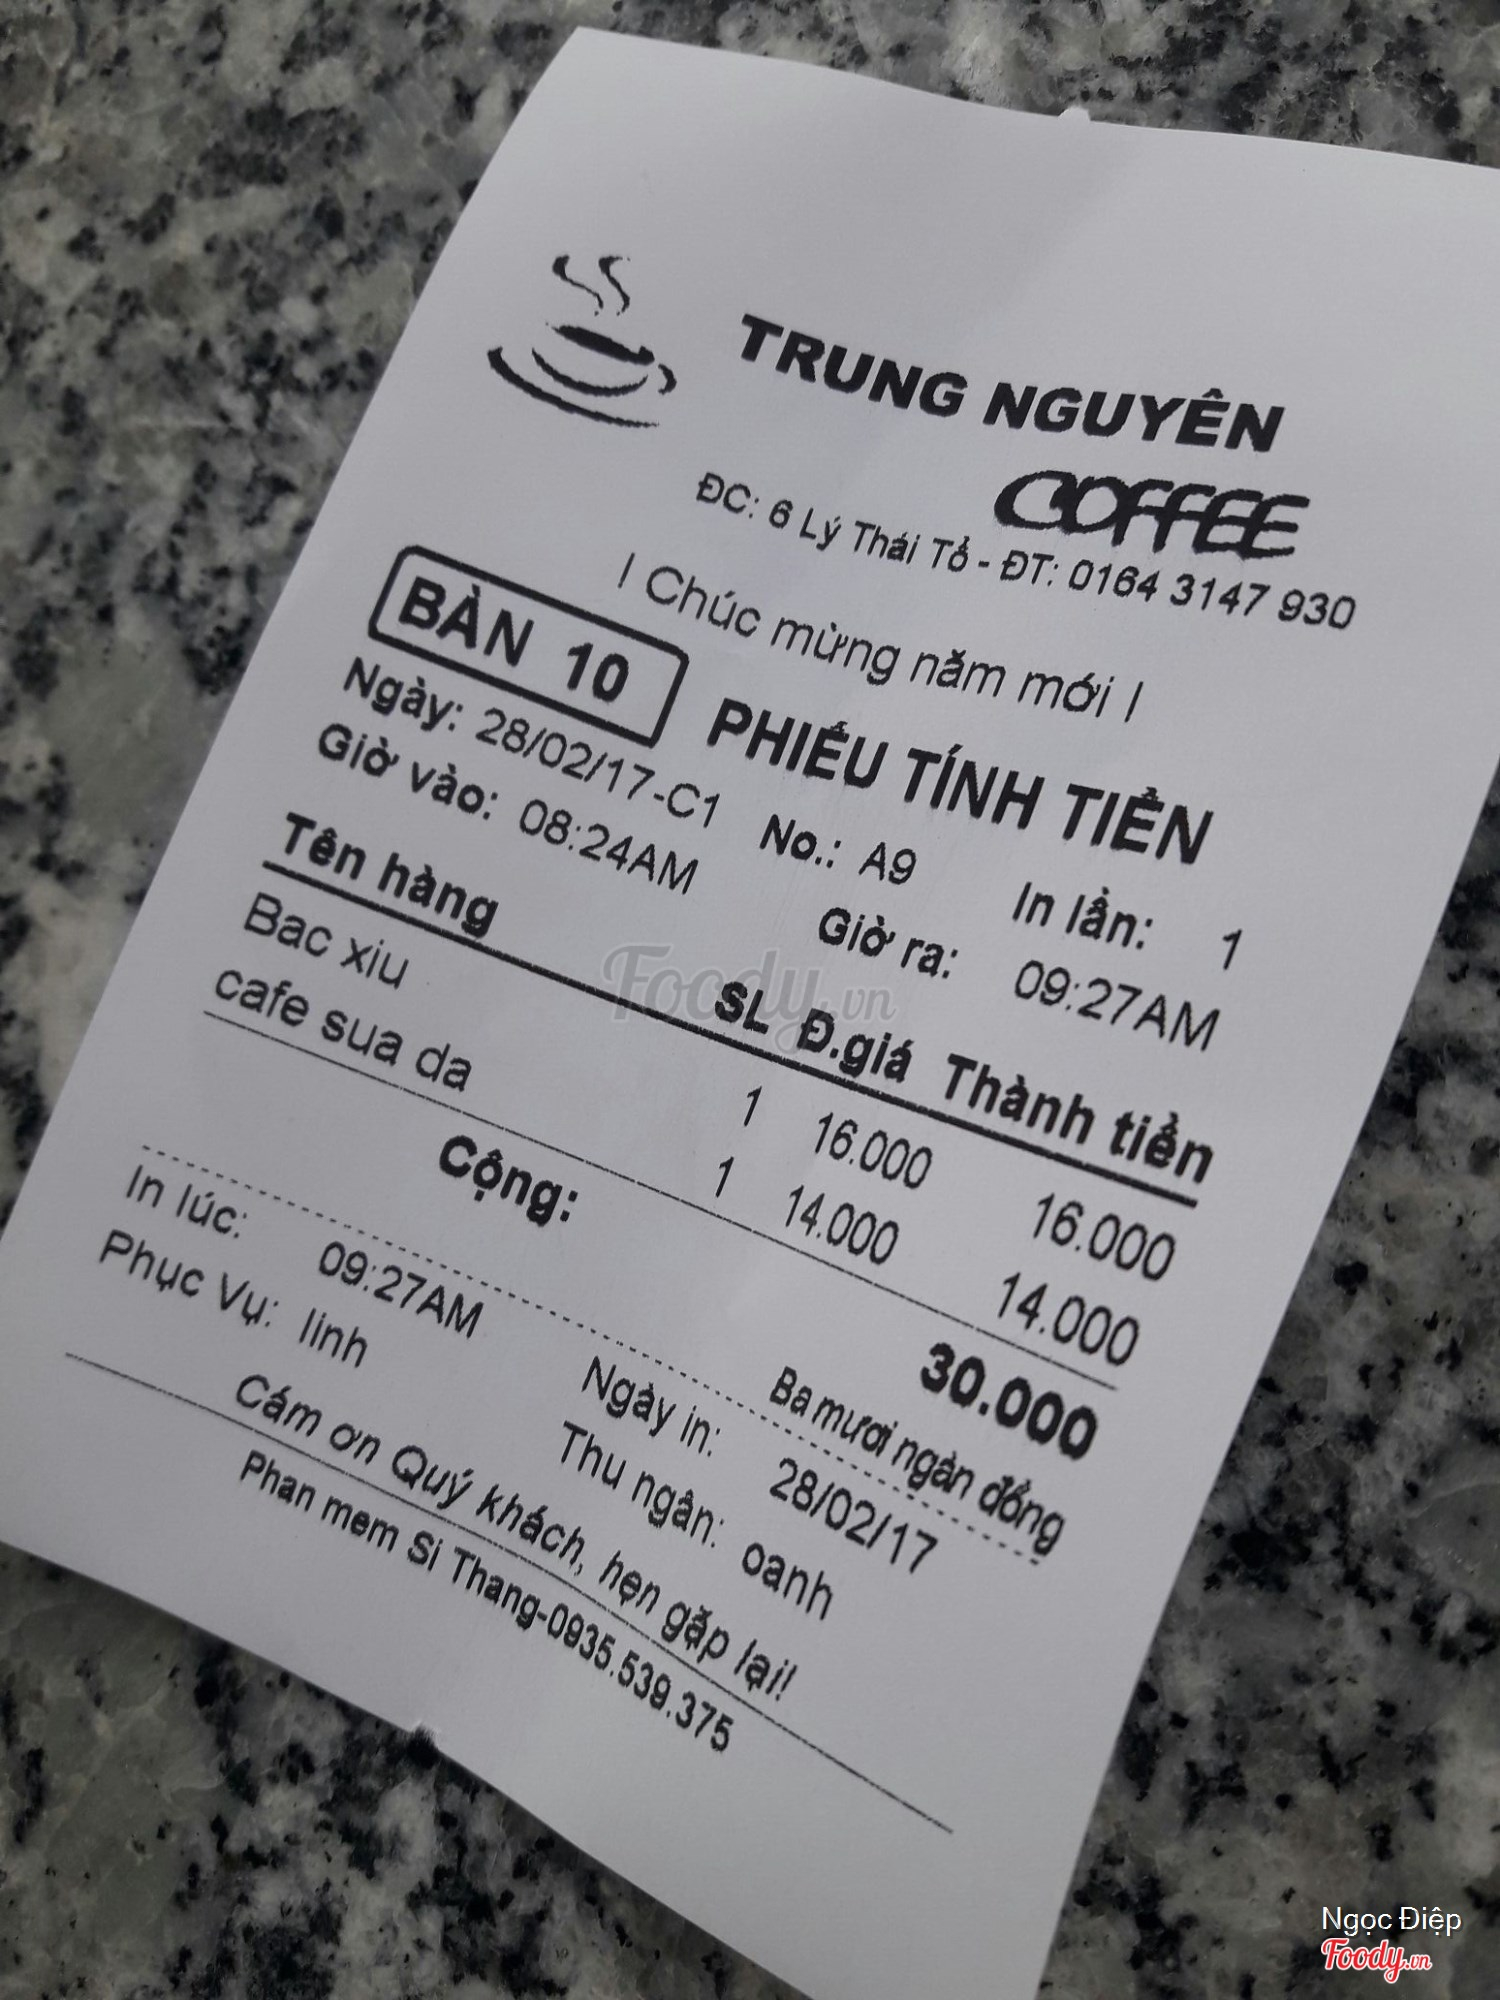 TRUNG NGUYÊN
COFFEE
ĐC: 6 Lý Thái Tổ - ĐT: 0164 3147 930
| Chúc mừng năm mới |
BÀN 10
PHIẾU TÍNH TIỀN
Ngày: 28/02/17-C1 No.: A9 In lần: 1
Giờ vào: 08:24AM Giờ ra: 09:27AM
Tên hàng SL Đ.giá Thành tiền
Bac xiu 1 16.000 16.000
cafe sua da 1 14.000 14.000
Cộng: 30.000
Ba mươi ngàn đồng
In lúc: 09:27AM Ngày in: 28/02/17
Phục Vụ: linh Thu ngân: oanh
Cám ơn Quý khách, hẹn gặp lại!
Phan mem Si Thang-0935.539.375
Foody.vn
Ngọc Điệp
Foody.vn